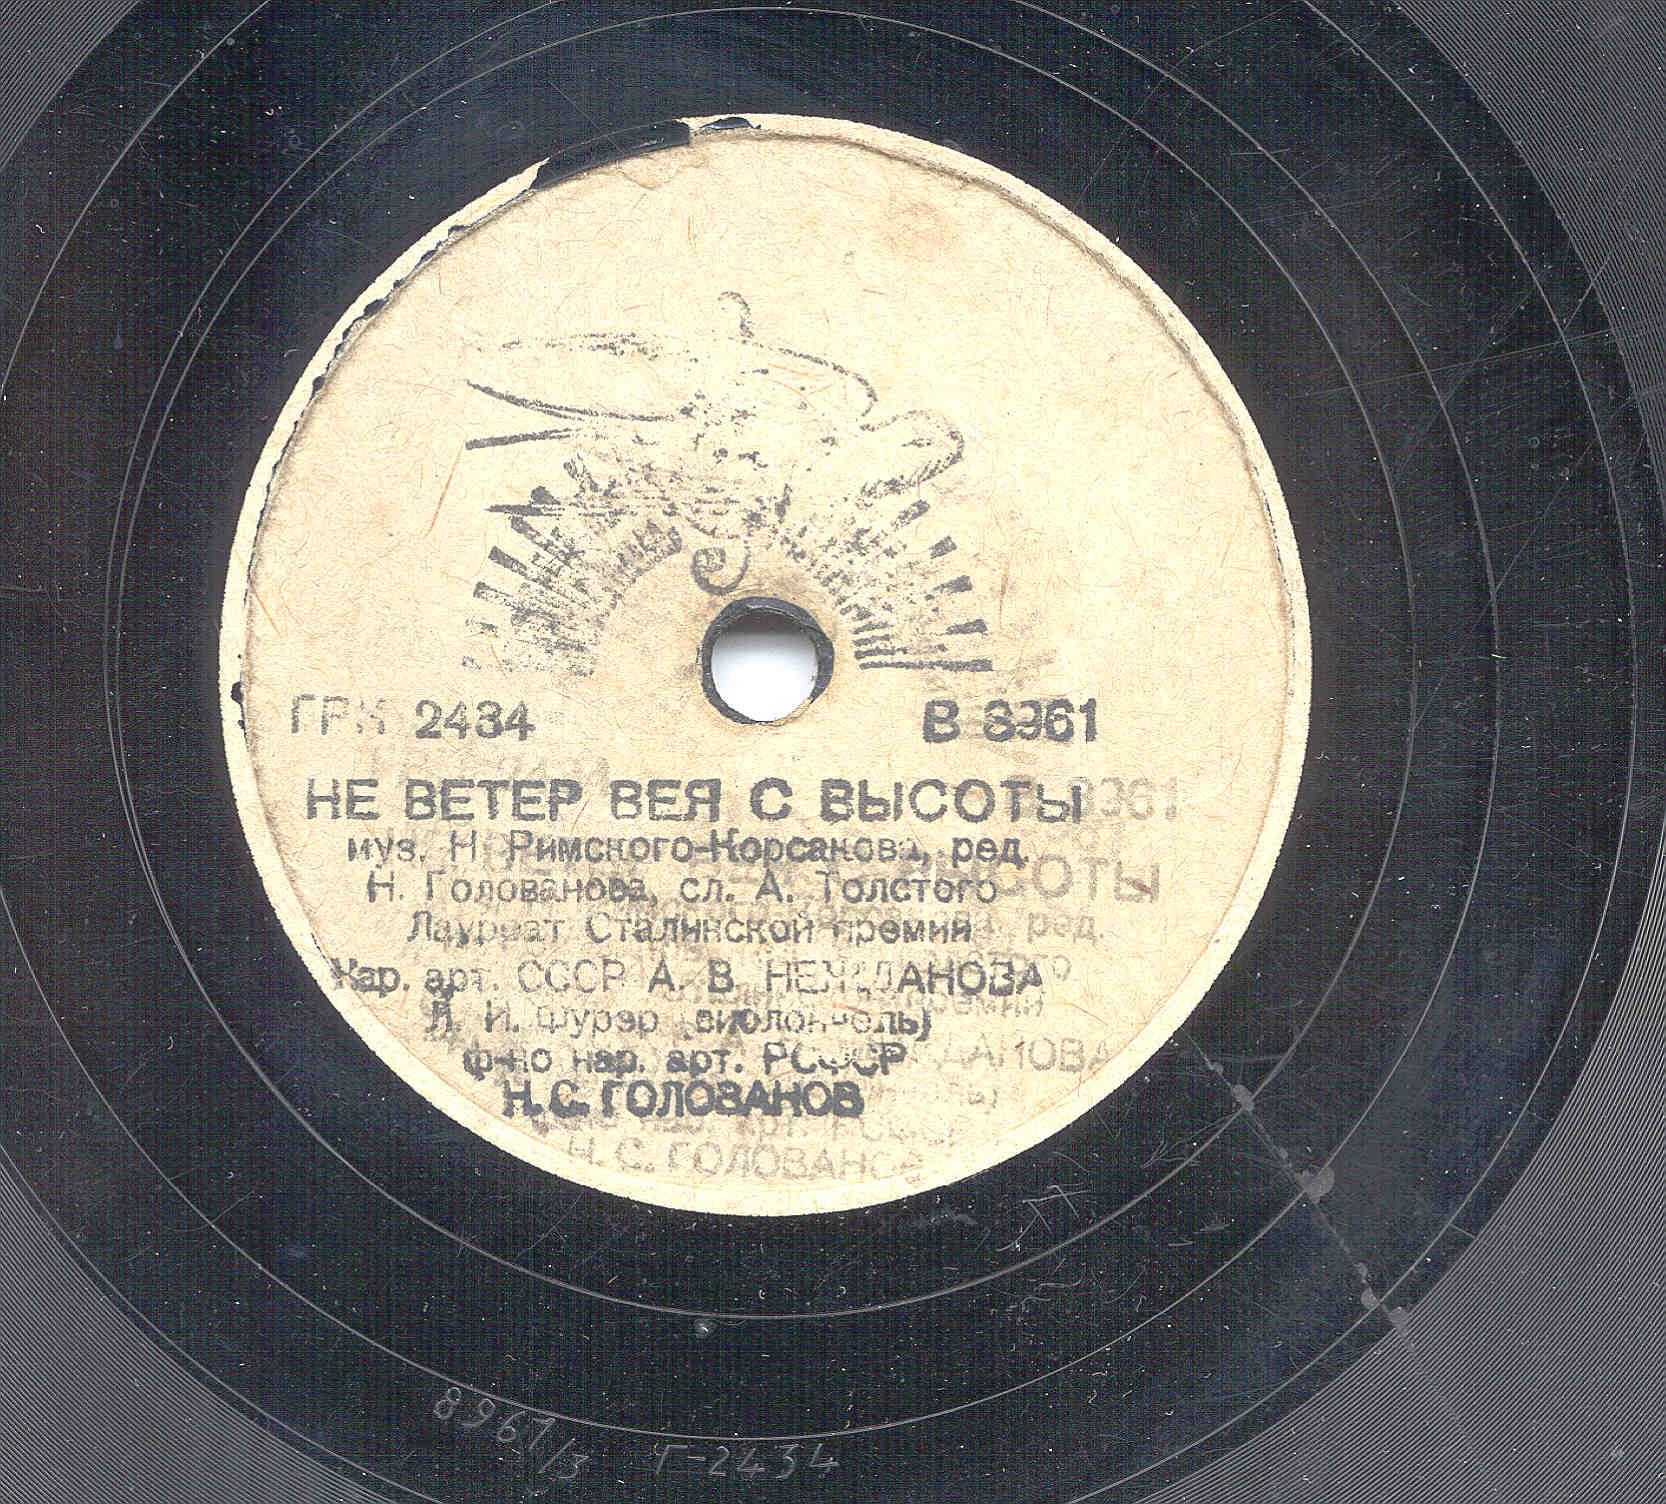 ГРК 2434 В 8961
НЕ ВЕТЕР ВЕЯ С ВЫСОТЫ
муз. Н. Римского-Корсакова, ред.
Н. Голованова, сл. А. Толстого
Лауреат Сталинской премии
Нар. арт. СССР А. В. НЕЖДАНОВА
И. Фурэр (виолончель)
ф-но нар. арт. РСФСР
Н. С. ГОЛОВАНОВ
8961/3 Г-2434